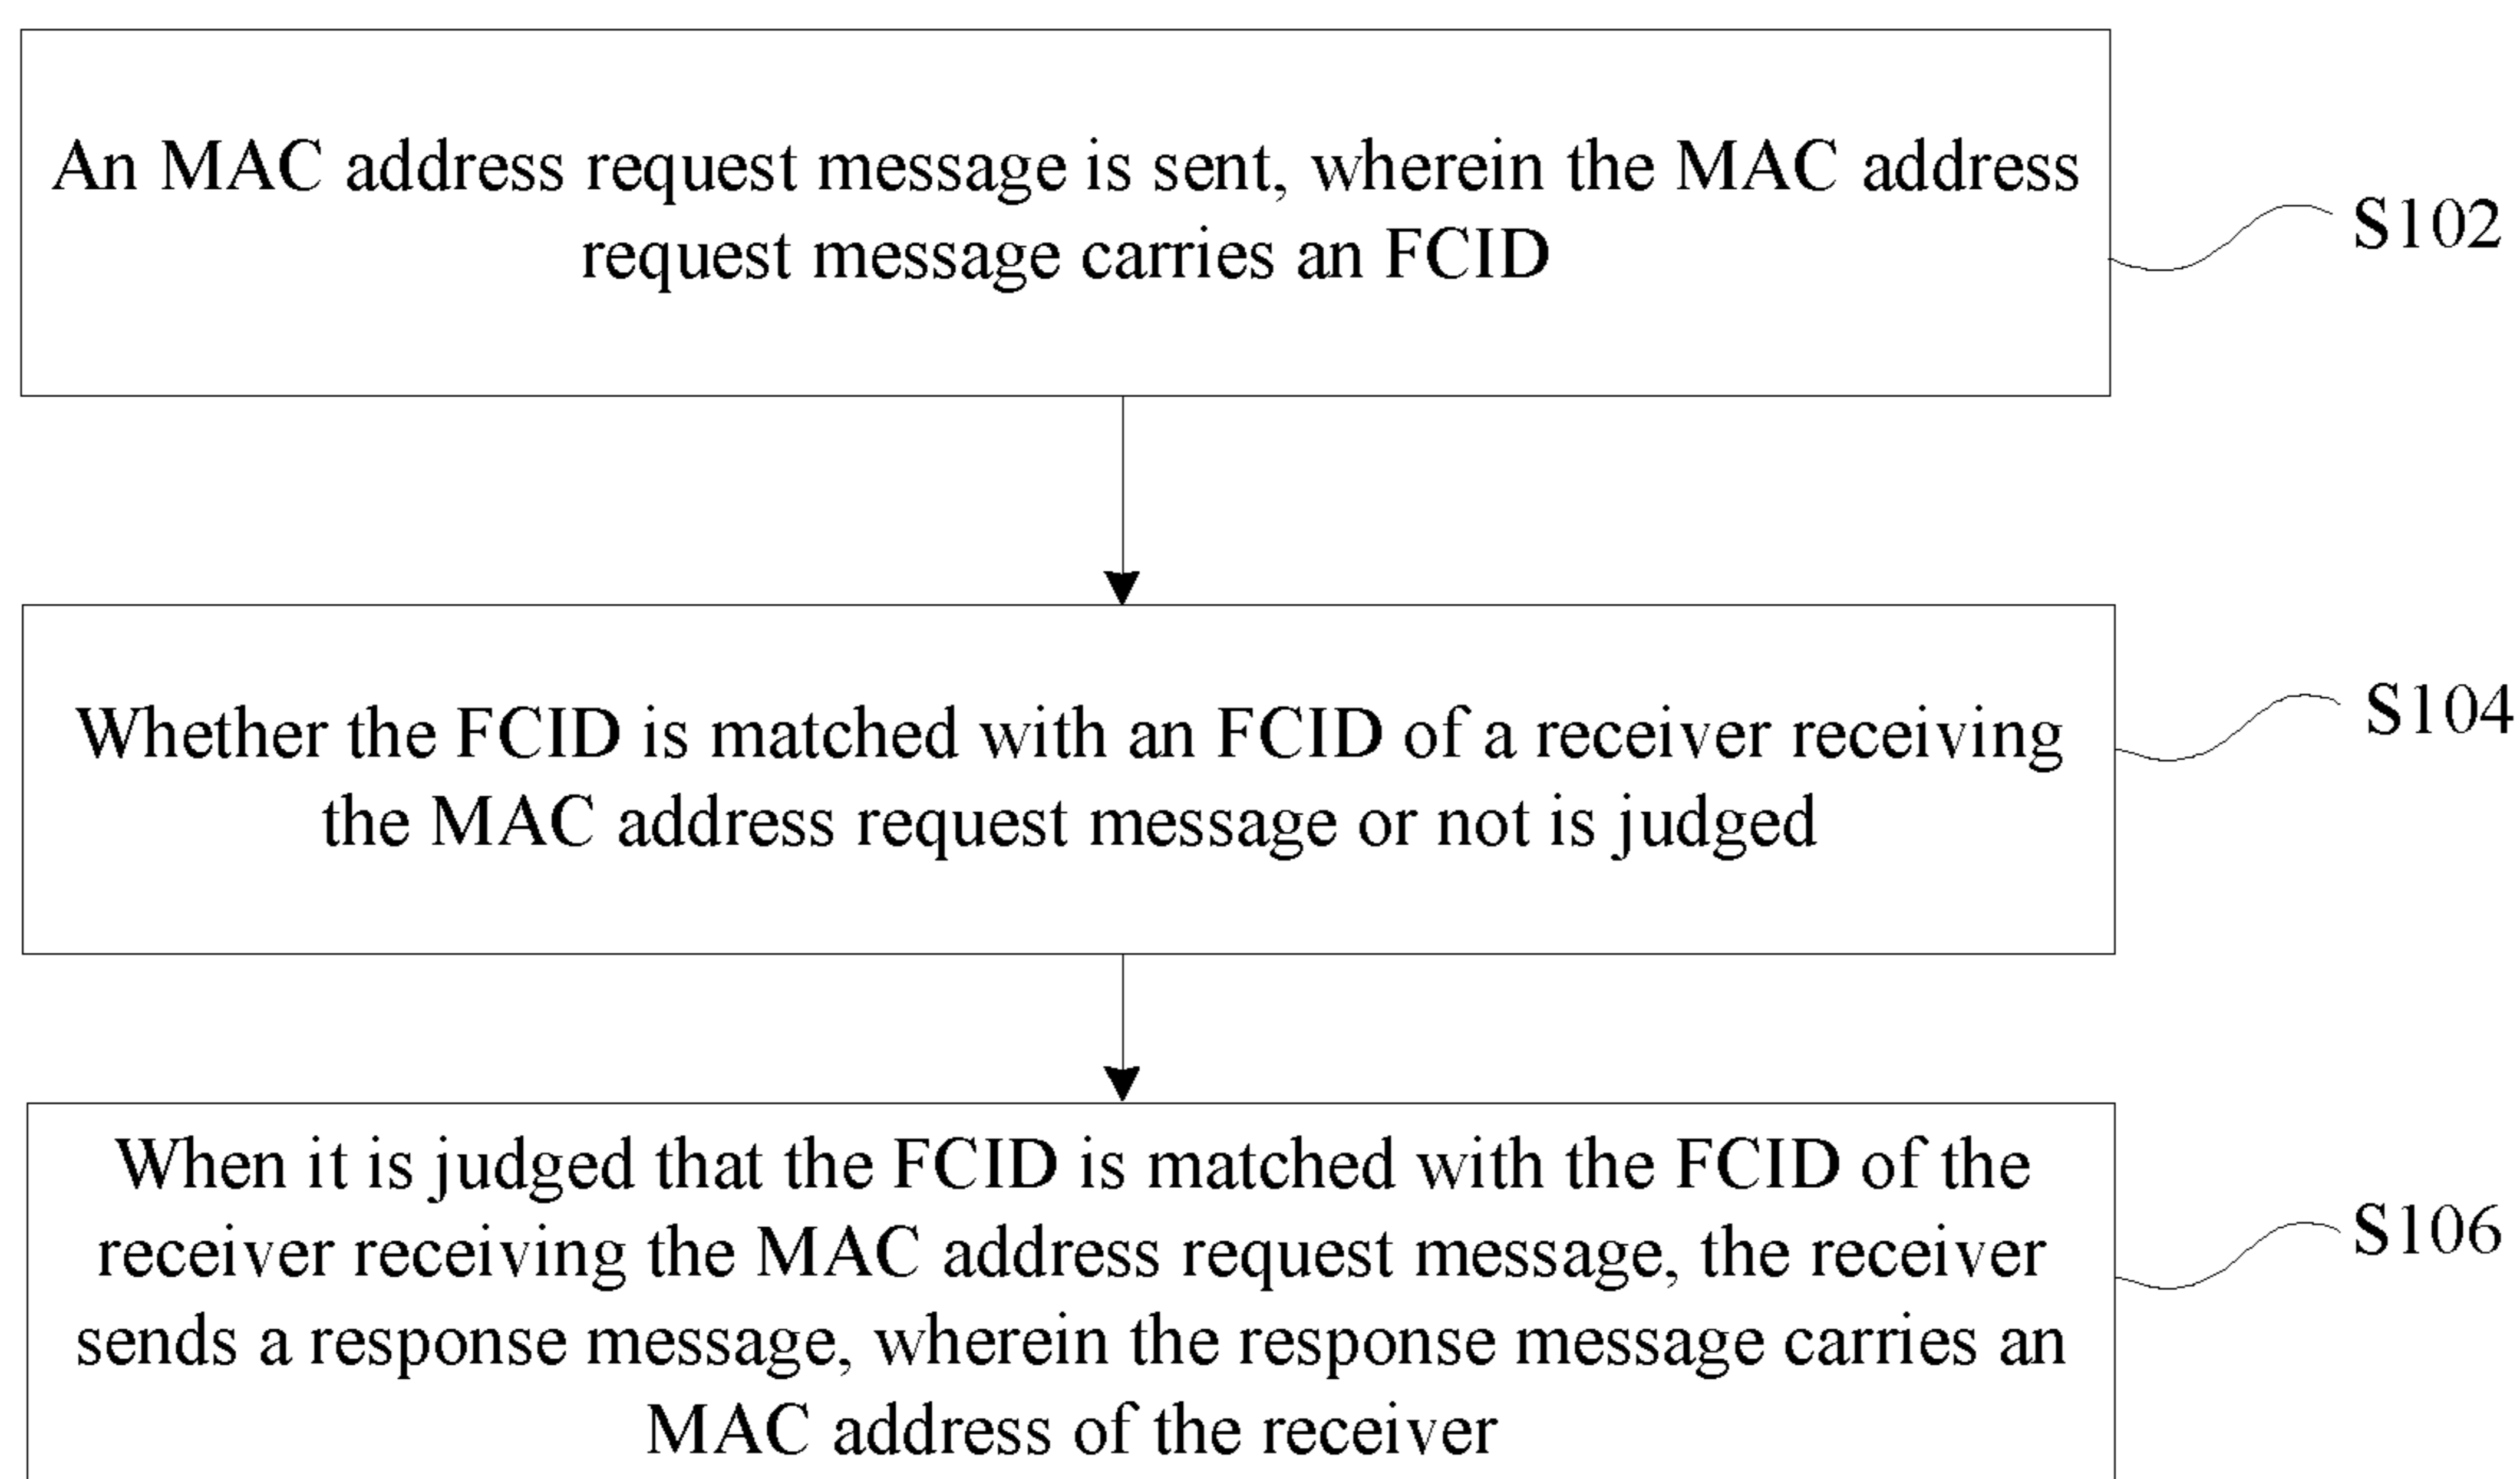 An MAC address request message is sent, wherein the MAC address
request message carries an FCID
S102
Whether the FCID is matched with an FCID of a receiver receiving
the MAC address request message or not is judged
S104
When it is judged that the FCID is matched with the FCID of the
receiver receiving the MAC address request message, the receiver
sends a response message, wherein the response message carries an
MAC address of the receiver
S106